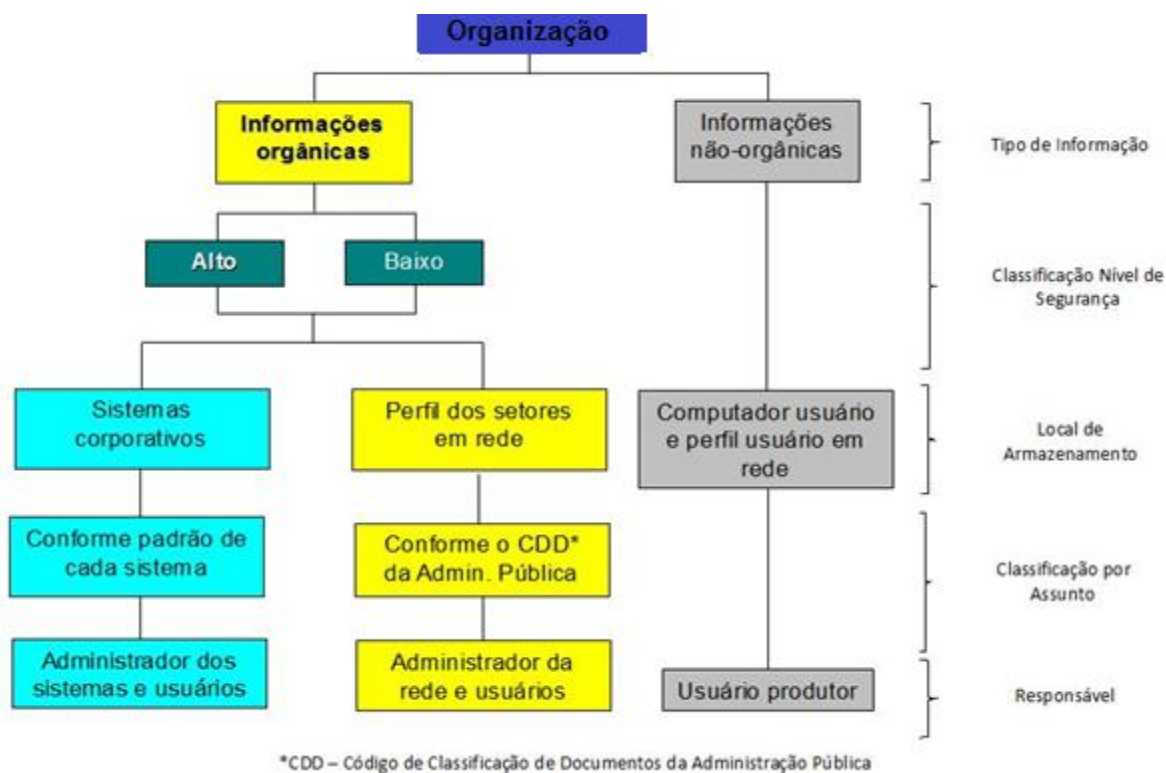 Organização
Informações
orgânicas
Informações
não-orgânicas
Tipo de Informação
Alto
Baixo
Classificação Nível de
Segurança
Sistemas
corporativos
Perfil dos setores
em rede
Computador usuário
e perfil usuário em
rede
Local de
Armazenamento
Conforme padrão de
cada sistema
Conforme o CDD*
da Admin. Pública
Classificação por
Assunto
Administrador dos
sistemas e usuários
Administrador da
rede e usuários
Usuário produtor
Responsável
*CDD – Código de Classificação de Documentos da Administração Pública